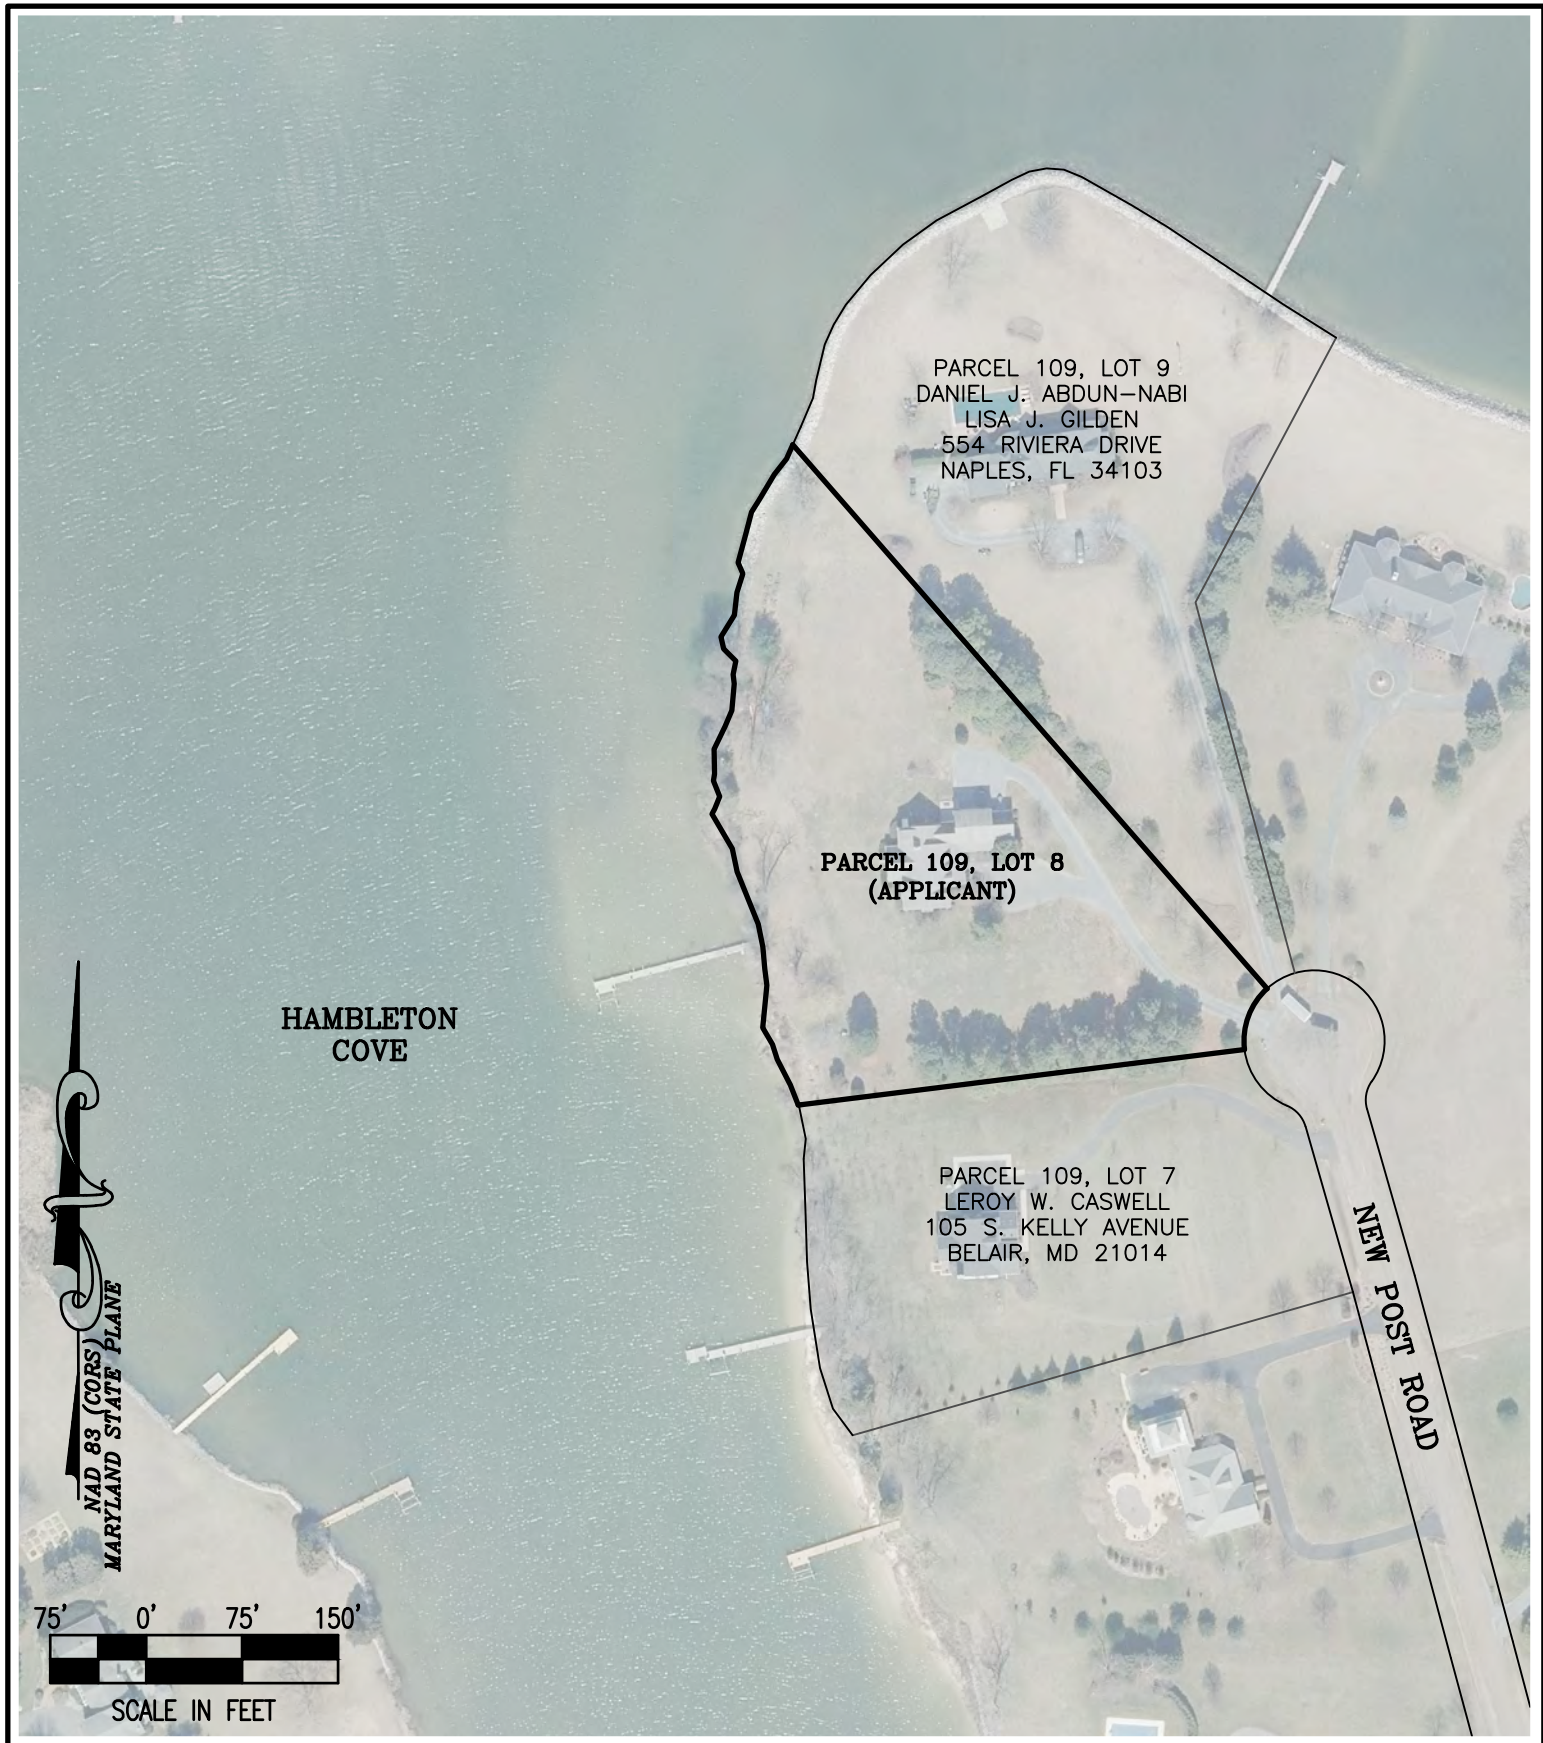 PARCEL 109, LOT 9
DANIEL J. ABDUN-NABI
LISA J. GILDEN
554 RIVIERA DRIVE
NAPLES, FL 34103
PARCEL 109, LOT 8
(APPLICANT)
HAMBLETON
COVE
PARCEL 109, LOT 7
LEROY W. CASWELL
105 S. KELLY AVENUE
BELAIR, MD 21014
NEW POST ROAD
NAD 83 (CORS)
MARYLAND STATE PLANE
75' 0' 75' 150'
SCALE IN FEET